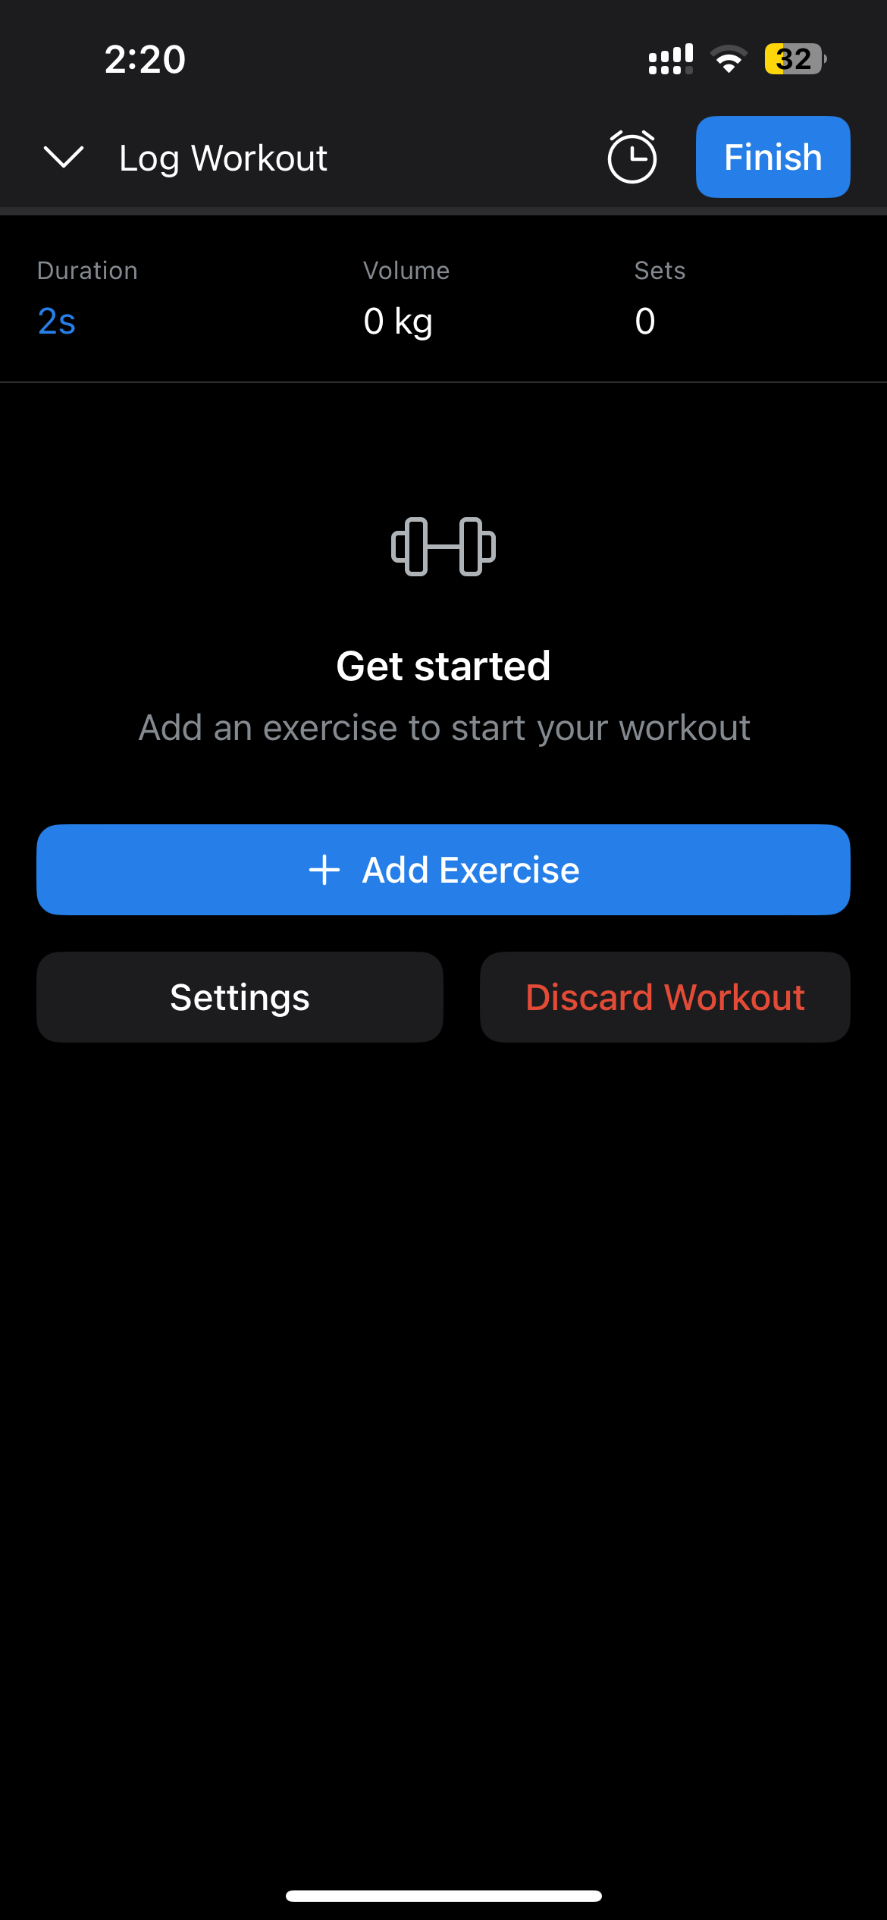 2:20
32
Log Workout
Finish
Duration
Volume
Sets
2s
0 kg
0
Get started
Add an exercise to start your workout
+ Add Exercise
Settings
Discard Workout